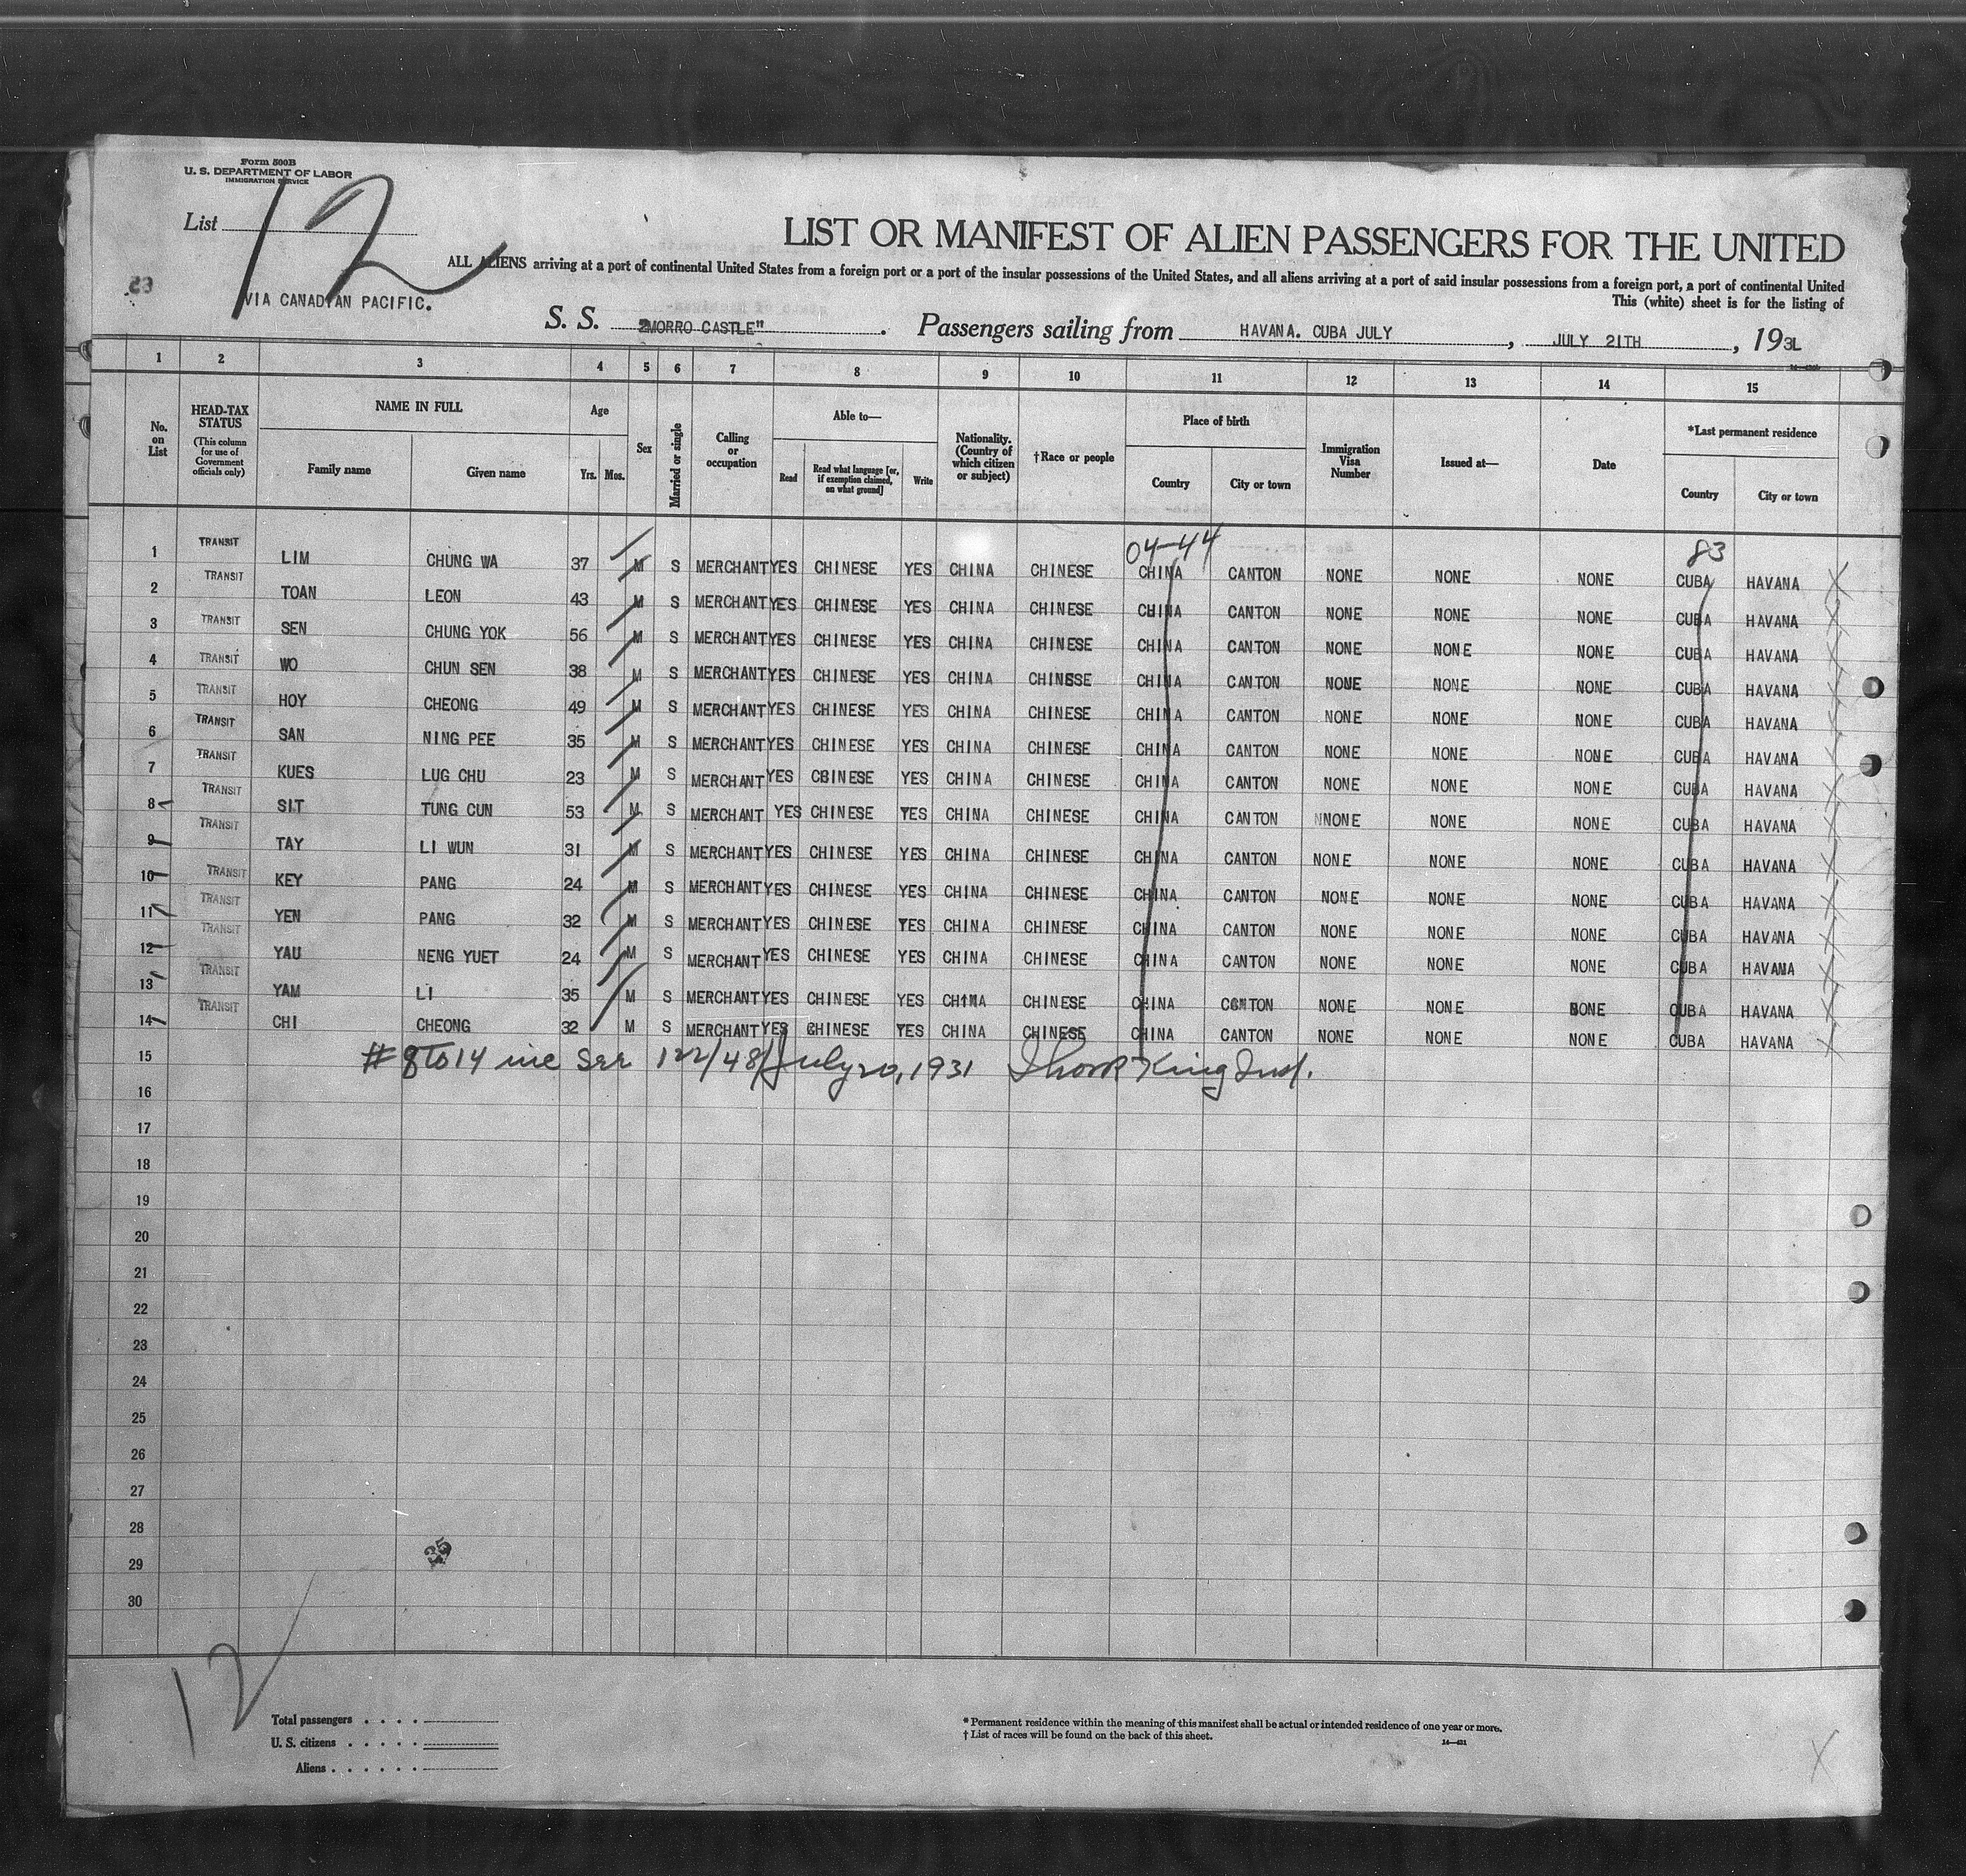 Form 500B
U. S. DEPARTMENT OF LABOR
IMMIGRATION SERVICE
List 12
LIST OR MANIFEST OF ALIEN PASSENGERS FOR THE UNITED
ALL ALIENS arriving at a port of continental United States from a foreign port or a port of the insular possessions of the United States, and all aliens arriving at a port of said insular possessions from a foreign port, a port of continental United
This (white) sheet is for the listing of
VIA CANADIAN PACIFIC.
S. S. "MORRO CASTLE". Passengers sailing from HAVANA. CUBA JULY, JULY 21TH, 193L
1 2 3 4 5 6 7 8 9 10 11 12 13 14 15
No. on List HEAD-TAX STATUS (This column for use of Government officials only) NAME IN FULL Family name Given name Age Yrs. Mos. Sex Married or single Calling or occupation Able to— Read Read what language [or, if exemption claimed, on what ground] Write Nationality. (Country of which citizen or subject) †Race or people Place of birth Country City or town Immigration Visa Number Issued at— Date *Last permanent residence Country City or town
04-44 83
1 TRANSIT LIM CHUNG WA 37 M S MERCHANT YES CHINESE YES CHINA CHINESE CHINA CANTON NONE NONE NONE CUBA HAVANA
2 TRANSIT TOAN LEON 43 M S MERCHANT YES CHINESE YES CHINA CHINESE CHINA CANTON NONE NONE NONE CUBA HAVANA
3 TRANSIT SEN CHUNG YOK 56 M S MERCHANT YES CHINESE YES CHINA CHINESE CHINA CANTON NONE NONE NONE CUBA HAVANA
4 TRANSIT WO CHUN SEN 38 M S MERCHANT YES CHINESE YES CHINA CHINESE CHINA CANTON NONE NONE NONE CUBA HAVANA
5 TRANSIT HOY CHEONG 49 M S MERCHANT YES CHINESE YES CHINA CHINESE CHINA CANTON NONE NONE NONE CUBA HAVANA
6 TRANSIT SAN NING PEE 35 M S MERCHANT YES CHINESE YES CHINA CHINESE CHINA CANTON NONE NONE NONE CUBA HAVANA
7 TRANSIT KUES LUG CHU 23 M S MERCHANT YES CBINESE YES CHINA CHINESE CHINA CANTON NONE NONE NONE CUBA HAVANA
8 TRANSIT SIT TUNG CUN 53 M S MERCHANT YES CHINESE YES CHINA CHINESE CHINA CANTON NNONE NONE NONE CUBA HAVANA
9 TRANSIT TAY LI WUN 31 M S MERCHANT YES CHINESE YES CHINA CHINESE CHINA CANTON NONE NONE NONE CUBA HAVANA
10 TRANSIT KEY PANG 24 M S MERCHANT YES CHINESE YES CHINA CHINESE CHINA CANTON NONE NONE NONE CUBA HAVANA
11 TRANSIT YEN PANG 32 M S MERCHANT YES CHINESE YES CHINA CHINESE CHINA CANTON NONE NONE NONE CUBA HAVANA
12 TRANSIT YAU NENG YUET 24 M S MERCHANT YES CHINESE YES CHINA CHINESE CHINA CANTON NONE NONE NONE CUBA HAVANA
13 TRANSIT YAM LI 35 M S MERCHANT YES CHINESE YES CHINA CHINESE CHINA CANTON NONE NONE NONE CUBA HAVANA
14 TRANSIT CHI CHEONG 32 M S MERCHANT YES CHINESE YES CHINA CHINESE CHINA CANTON NONE NONE NONE CUBA HAVANA
15 # 8 to 14 inc 122/48 July 20, 1931 King Insp.
16
17
18
19
20
21
22
23
24
25
26
27
28
29
30
35
12
Total passengers
U. S. citizens
Aliens
* Permanent residence within the meaning of this manifest shall be actual or intended residence of one year or more.
† List of races will be found on the back of this sheet.
14—421